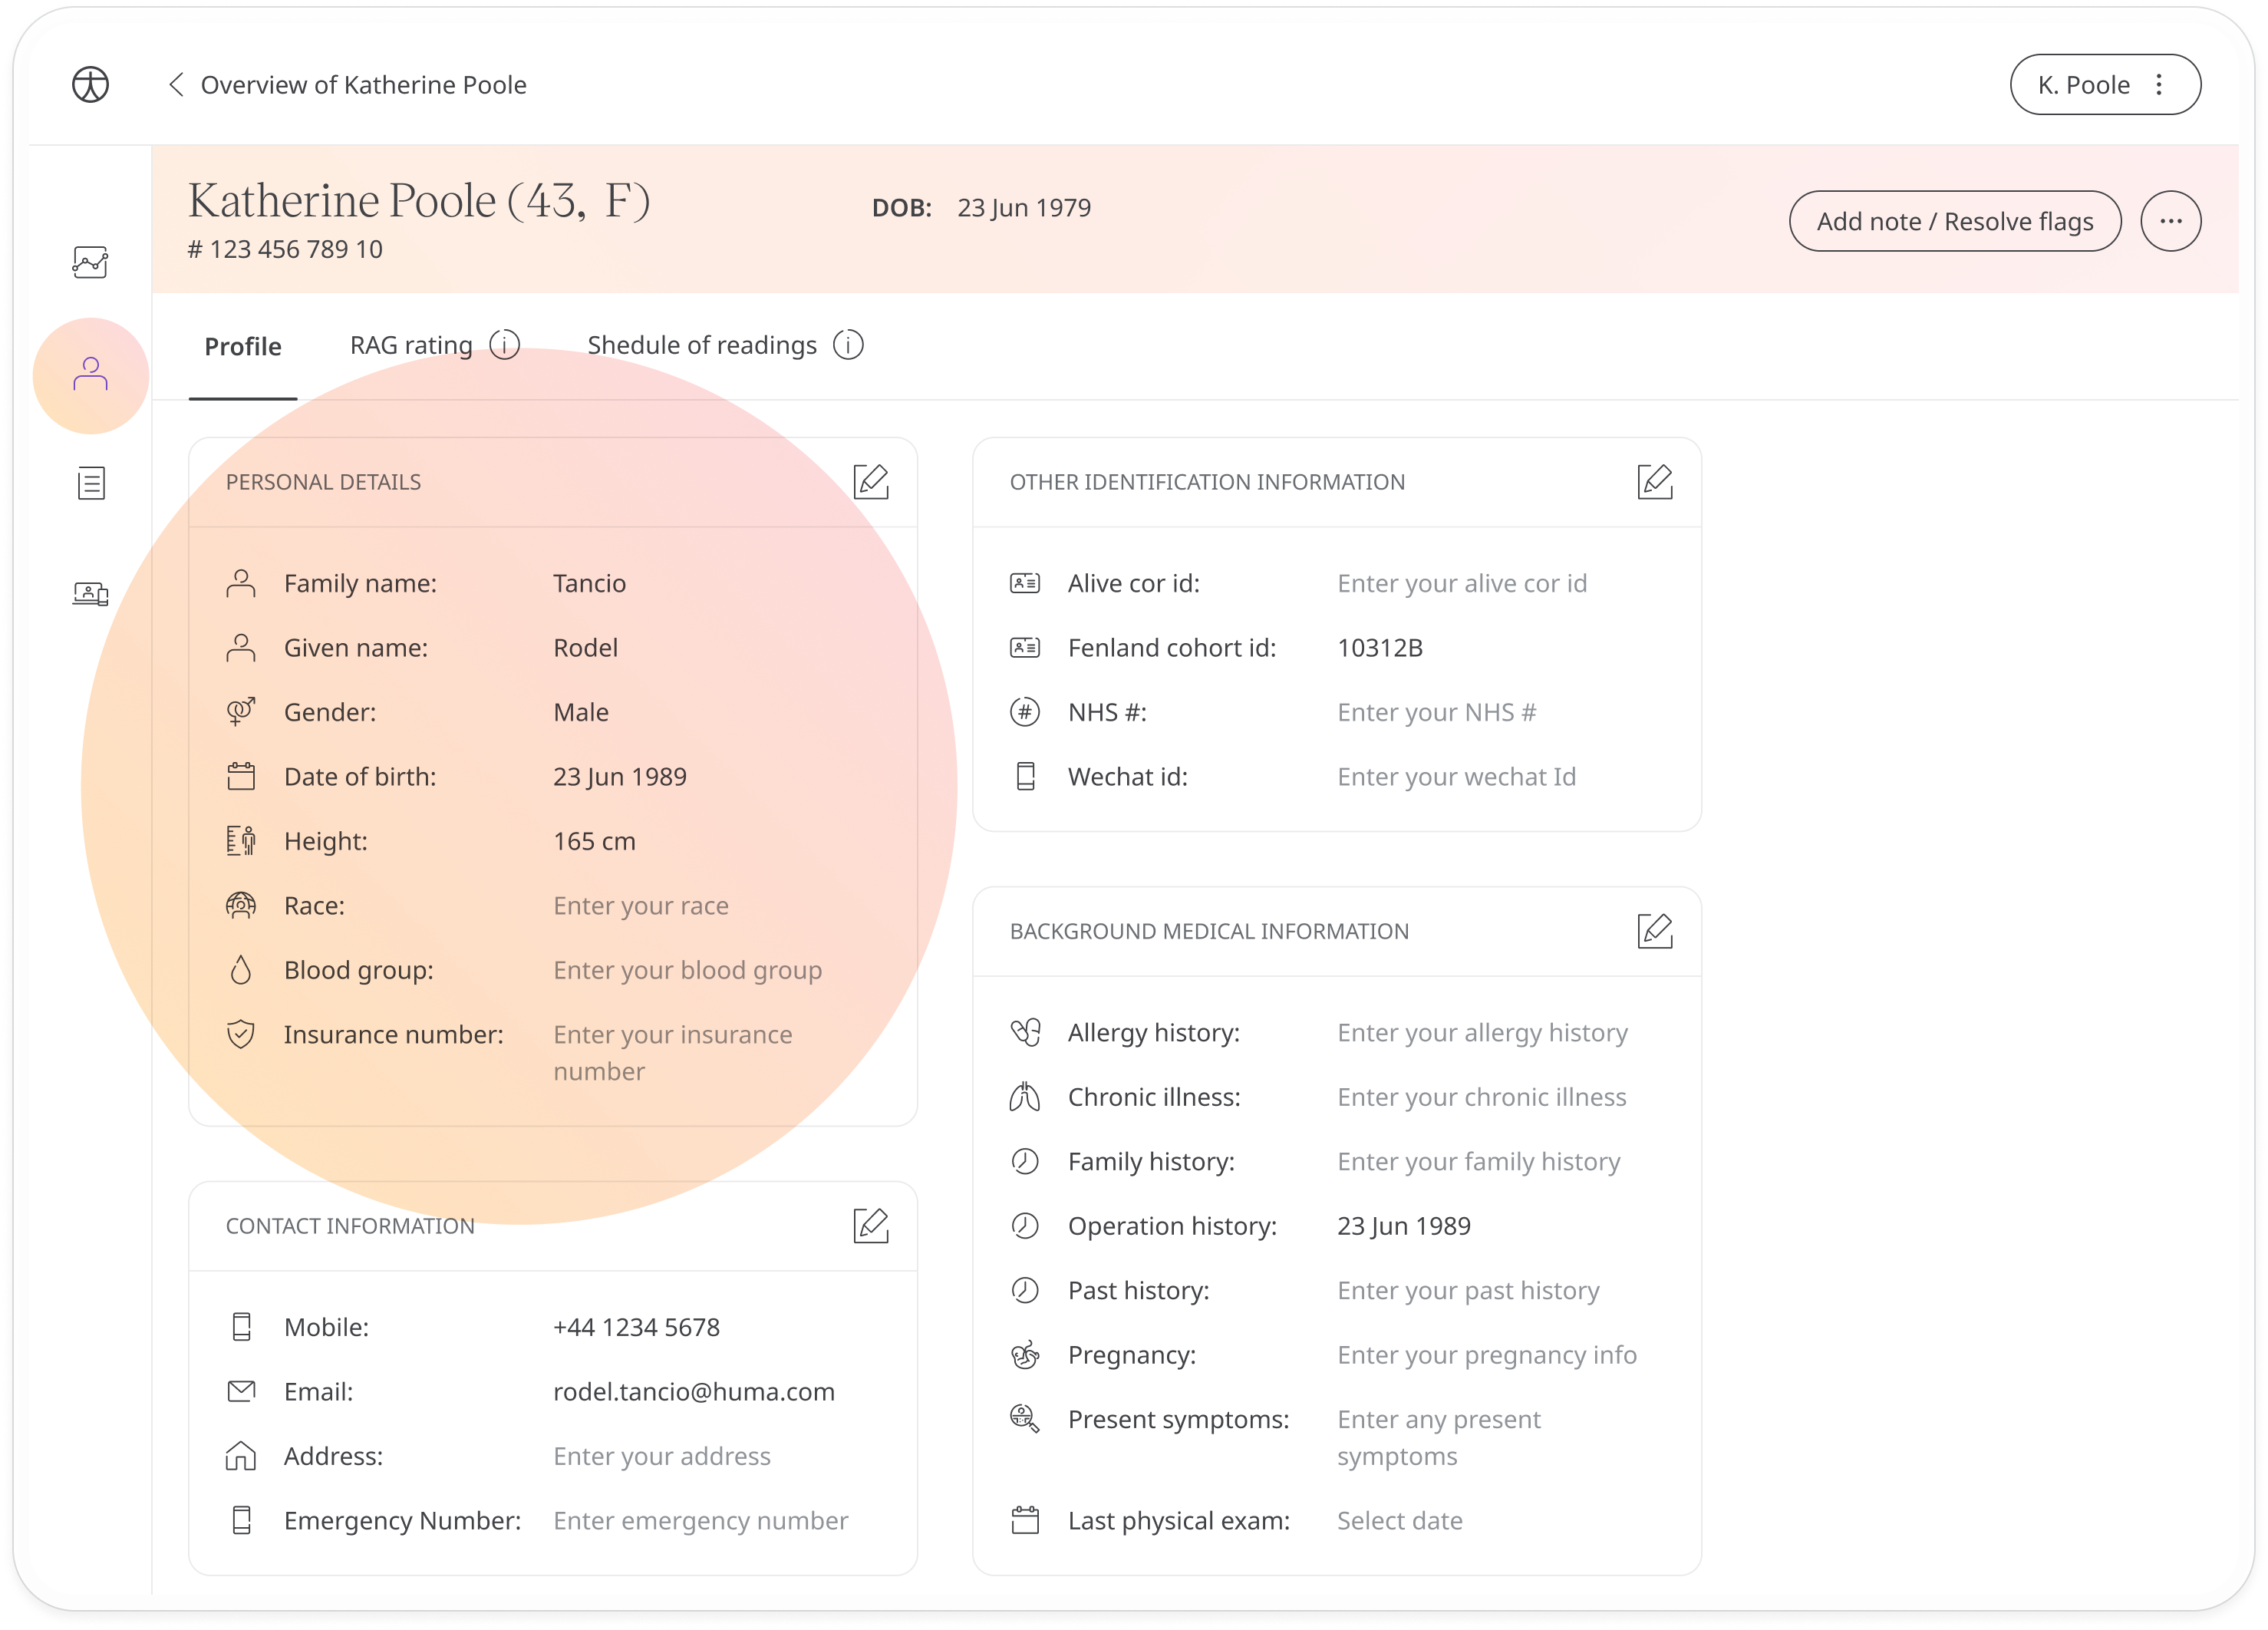 Overview of Katherine Poole
K. Poole
Katherine Poole (43, F)
# 123 456 789 10
DOB: 23 Jun 1979
Add note / Resolve flags
Profile
RAG rating
Shedule of readings
PERSONAL DETAILS
Family name: Tancio
Given name: Rodel
Gender: Male
Date of birth: 23 Jun 1989
Height: 165 cm
Race: Enter your race
Blood group: Enter your blood group
Insurance number: Enter your insurance
number
CONTACT INFORMATION
Mobile: +44 1234 5678
Email: rodel.tancio@huma.com
Address: Enter your address
Emergency Number: Enter emergency number
OTHER IDENTIFICATION INFORMATION
Alive cor id: Enter your alive cor id
Fenland cohort id: 10312B
NHS #: Enter your NHS #
Wechat id: Enter your wechat Id
BACKGROUND MEDICAL INFORMATION
Allergy history: Enter your allergy history
Chronic illness: Enter your chronic illness
Family history: Enter your family history
Operation history: 23 Jun 1989
Past history: Enter your past history
Pregnancy: Enter your pregnancy info
Present symptoms: Enter any present
symptoms
Last physical exam: Select date